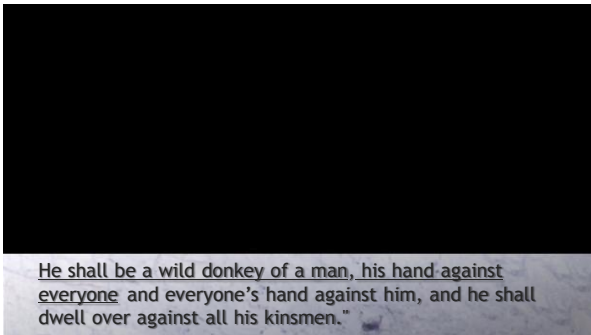 He shall be a wild donkey of a man, his hand against
everyone and everyone’s hand against him, and he shall
dwell over against all his kinsmen."